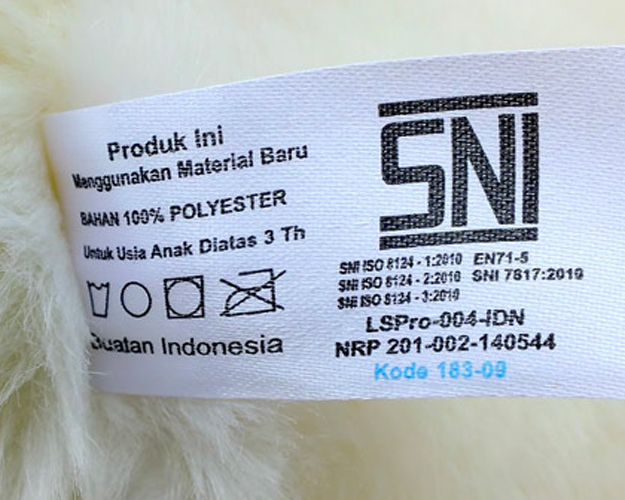 Produk Ini
Menggunakan Material Baru
BAHAN 100% POLYESTER
Untuk Usia Anak Diatas 3 Th
Buatan Indonesia
SNI
SNI ISO 8124 - 1:2010 EN71-5
SNI ISO 8124 - 2:2010 SNI 7617:2010
SNI ISO 8124 - 3:2010
LSPro-004-IDN
NRP 201-002-140544
Kode 183-09